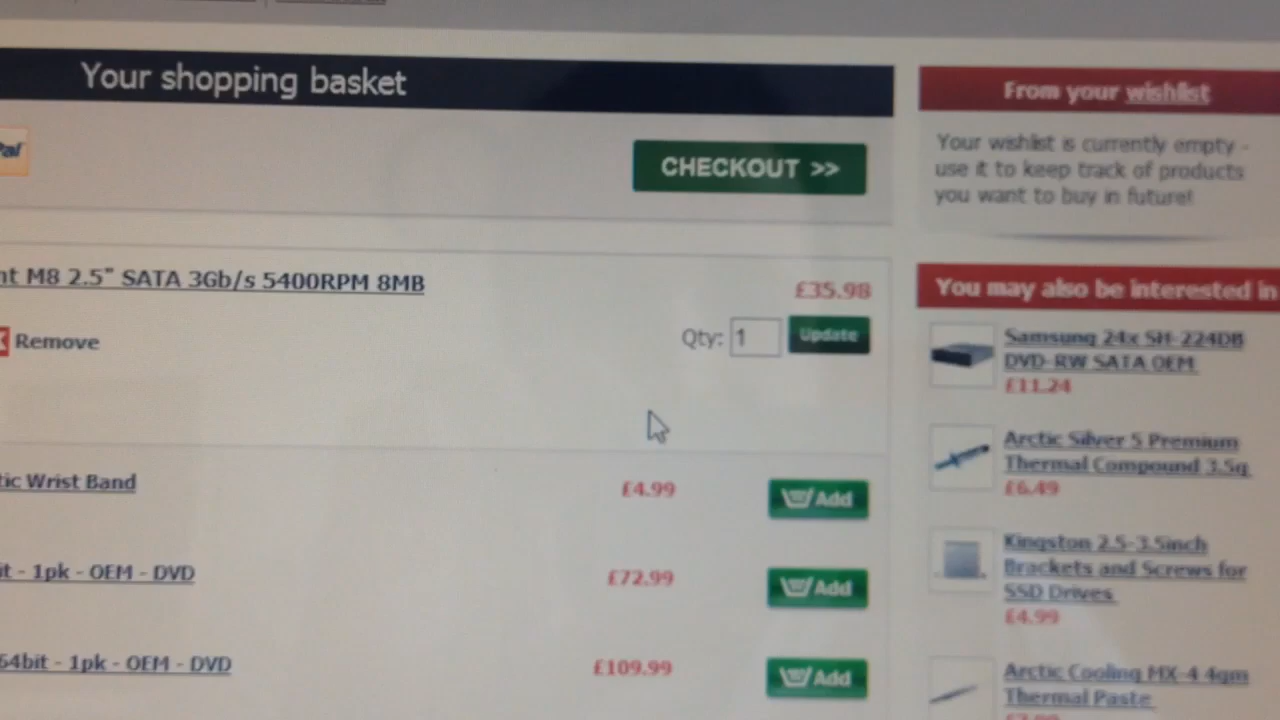 Your shopping basket
Pal
CHECKOUT >>
nt M8 2.5" SATA 3Gb/s 5400RPM 8MB
£35.98
Remove
Qty: 1 Update
tic Wrist Band
£4.99
Add
it - 1pk - OEM - DVD
£72.99
Add
64bit - 1pk - OEM - DVD
£109.99
Add
From your wishlist
Your wishlist is currently empty -
use it to keep track of products
you want to buy in future!
You may also be interested in
Samsung 24x SH-224DB
DVD-RW SATA OEM
£11.24
Arctic Silver 5 Premium
Thermal Compound 3.5g
£6.49
Kingston 2.5-3.5inch
Brackets and Screws for
SSD Drives
£4.99
Arctic Cooling MX-4 4gm
Thermal Paste